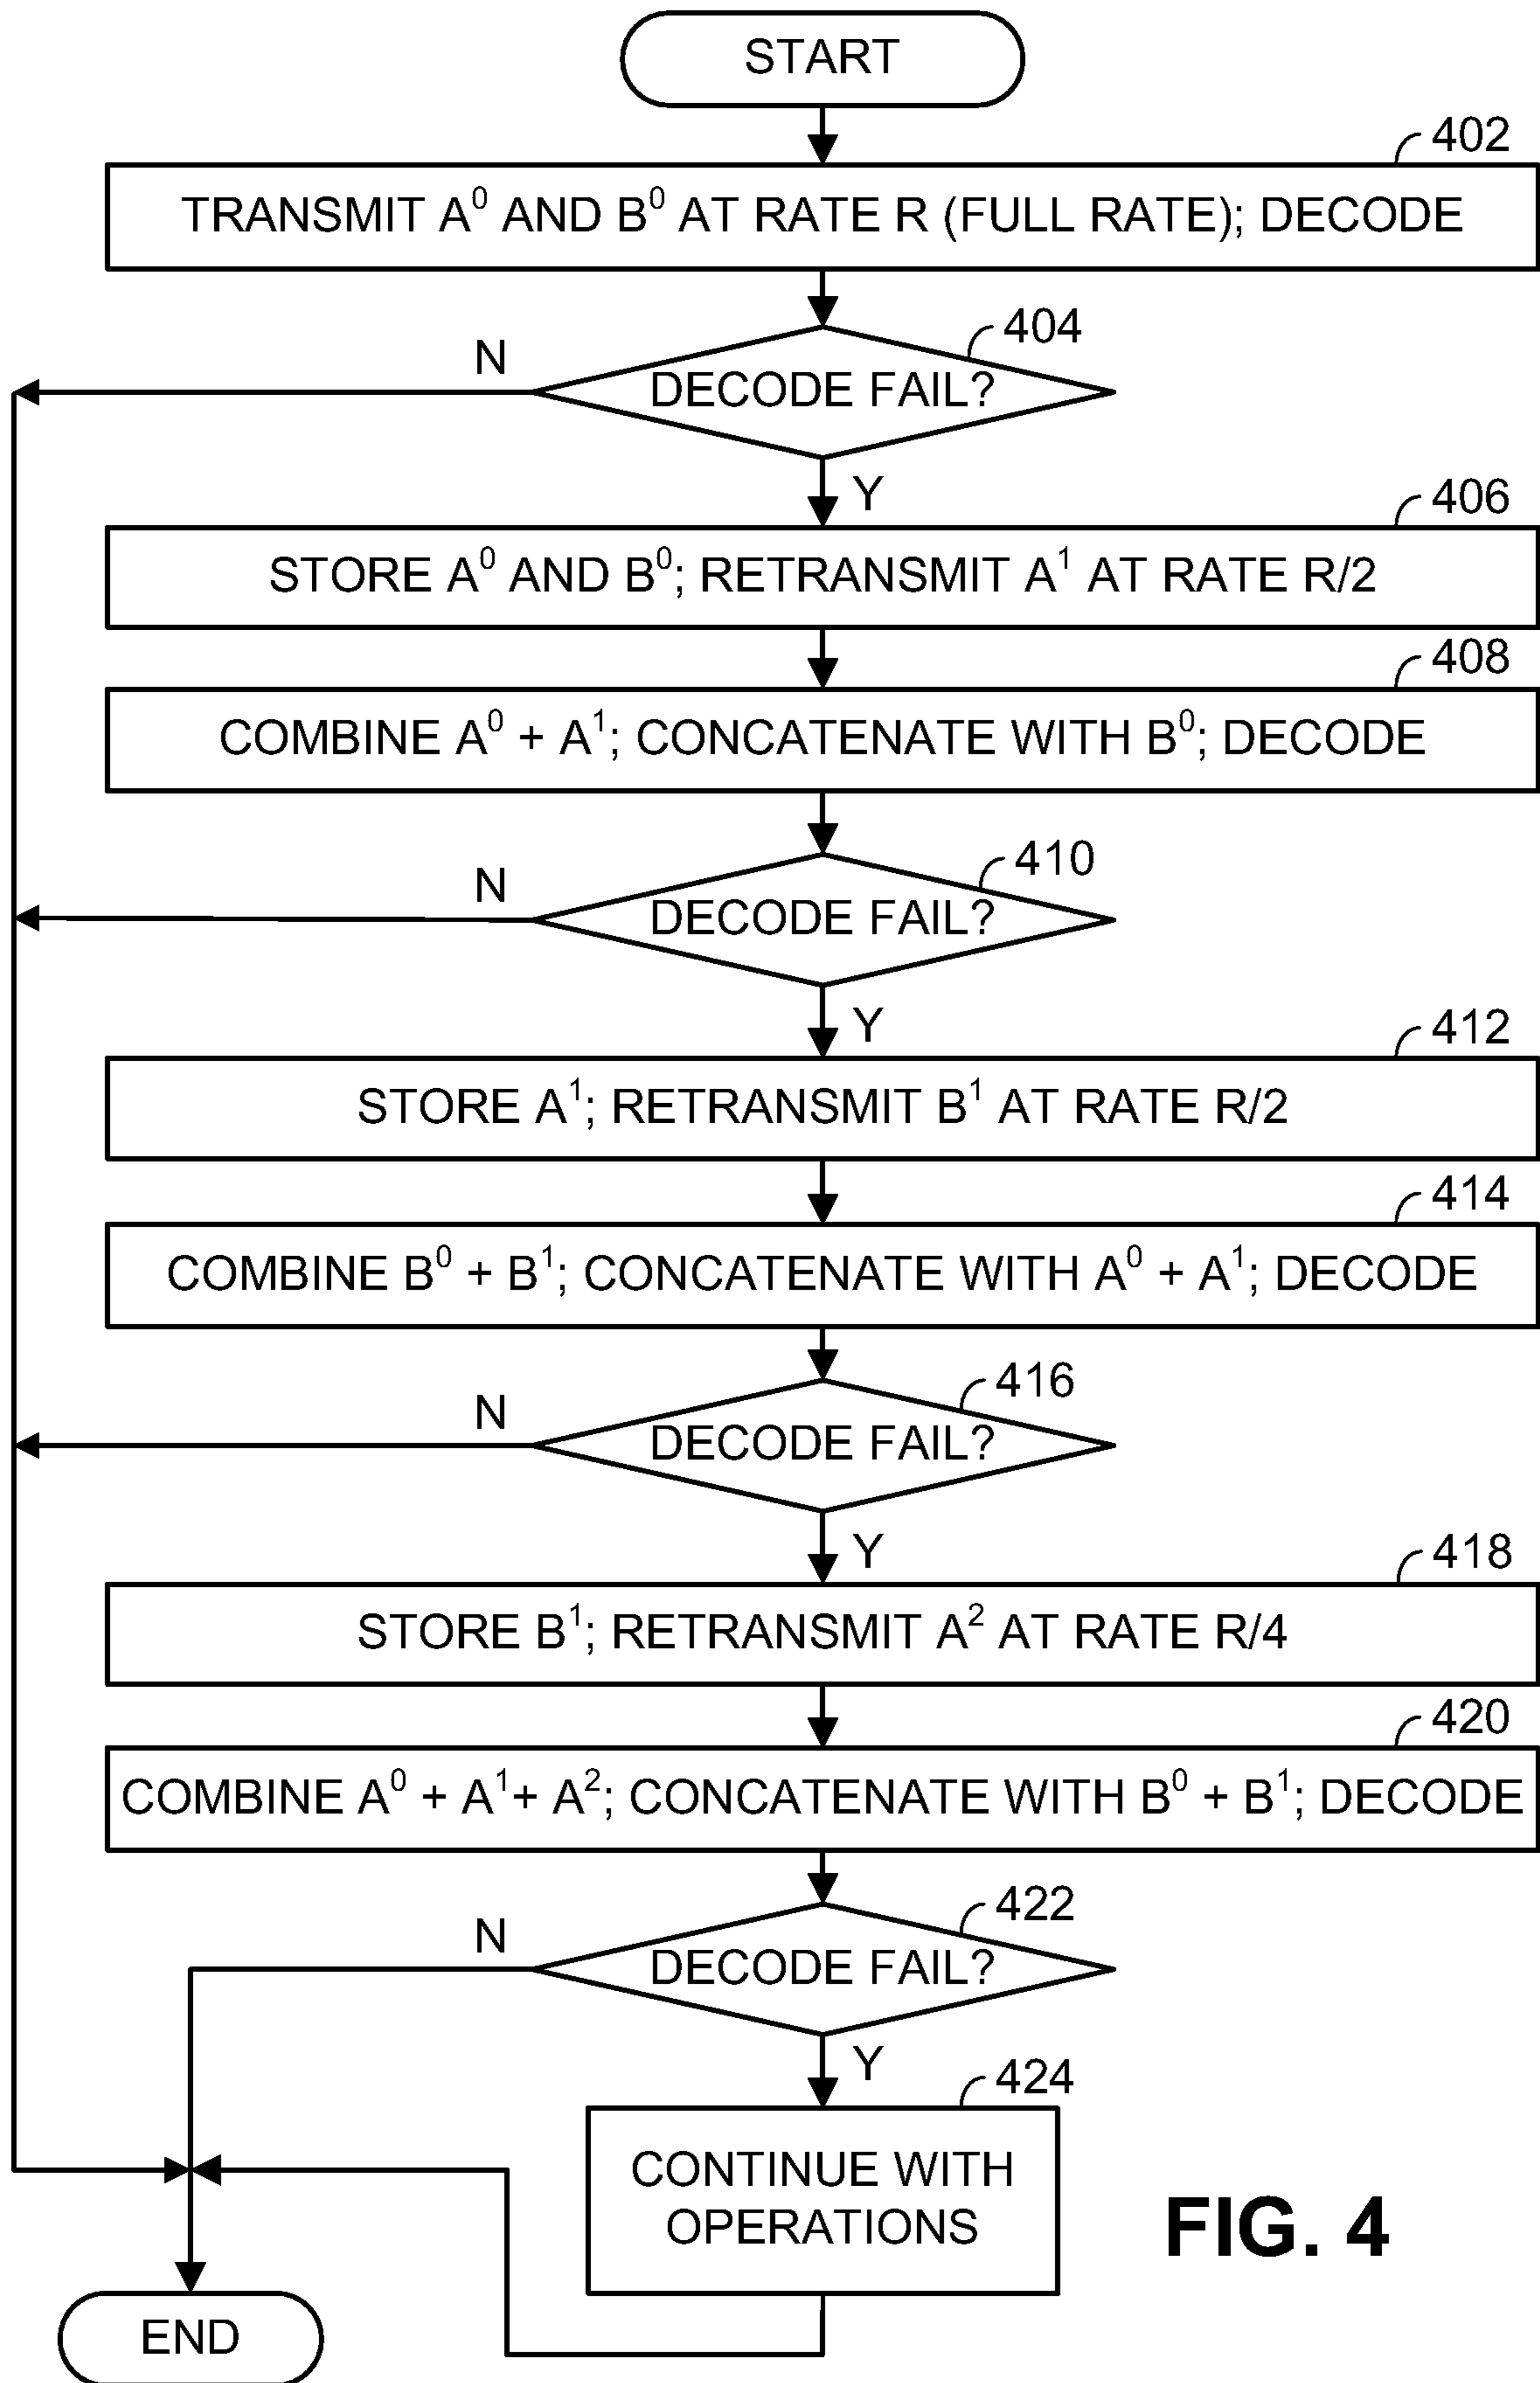 START
402
TRANSMIT A⁰ AND B⁰ AT RATE R (FULL RATE); DECODE
404
N
DECODE FAIL?
Y
406
STORE A⁰ AND B⁰; RETRANSMIT A¹ AT RATE R/2
408
COMBINE A⁰ + A¹; CONCATENATE WITH B⁰; DECODE
410
N
DECODE FAIL?
Y
412
STORE A¹; RETRANSMIT B¹ AT RATE R/2
414
COMBINE B⁰ + B¹; CONCATENATE WITH A⁰ + A¹; DECODE
416
N
DECODE FAIL?
Y
418
STORE B¹; RETRANSMIT A² AT RATE R/4
420
COMBINE A⁰ + A¹+ A²; CONCATENATE WITH B⁰ + B¹; DECODE
422
N
DECODE FAIL?
Y
424
CONTINUE WITH
OPERATIONS
FIG. 4
END